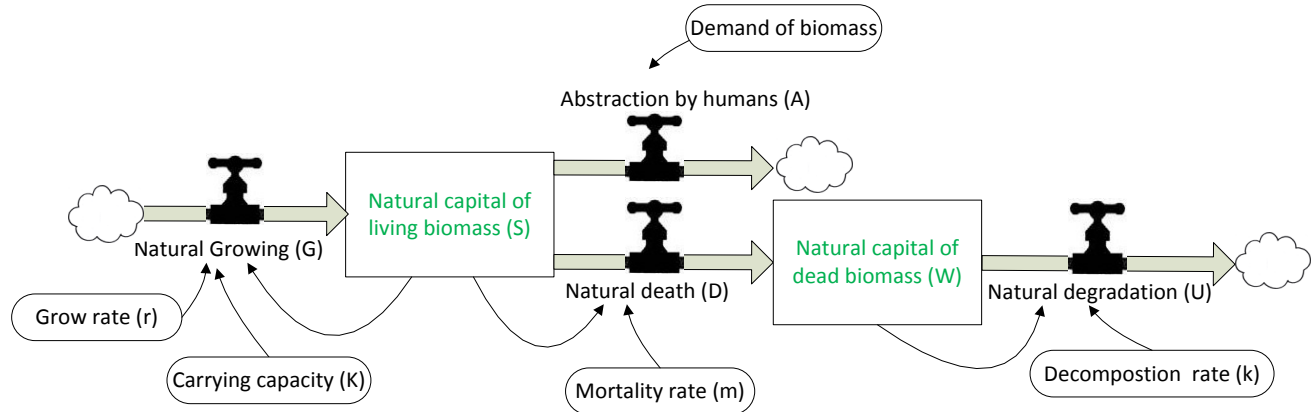 Demand of biomass
Abstraction by humans (A)
Natural capital of
living biomass (S)
Natural Growing (G)
Natural capital of
dead biomass (W)
Natural death (D)
Natural degradation (U)
Grow rate (r)
Carrying capacity (K)
Mortality rate (m)
Decompostion rate (k)